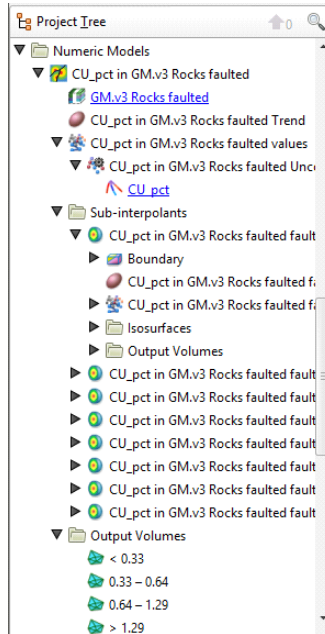 Project Tree 0
Numeric Models
CU_pct in GM.v3 Rocks faulted
GM.v3 Rocks faulted
CU_pct in GM.v3 Rocks faulted Trend
CU_pct in GM.v3 Rocks faulted values
CU_pct in GM.v3 Rocks faulted Unco
CU_pct
Sub-interpolants
CU_pct in GM.v3 Rocks faulted fault
Boundary
CU_pct in GM.v3 Rocks faulted fa
CU_pct in GM.v3 Rocks faulted fa
Isosurfaces
Output Volumes
CU_pct in GM.v3 Rocks faulted fault
CU_pct in GM.v3 Rocks faulted fault
CU_pct in GM.v3 Rocks faulted fault
CU_pct in GM.v3 Rocks faulted fault
CU_pct in GM.v3 Rocks faulted fault
CU_pct in GM.v3 Rocks faulted fault
CU_pct in GM.v3 Rocks faulted fault
Output Volumes
< 0.33
0.33 – 0.64
0.64 – 1.29
> 1.29